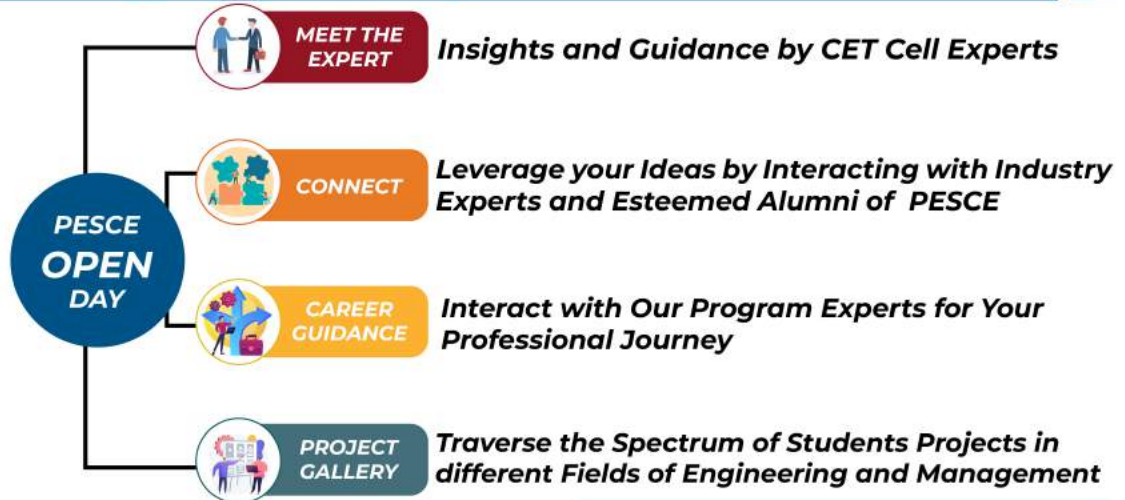 PESCE
OPEN
DAY
MEET THE
EXPERT
Insights and Guidance by CET Cell Experts
CONNECT
Leverage your Ideas by Interacting with Industry
Experts and Esteemed Alumni of PESCE
CAREER
GUIDANCE
Interact with Our Program Experts for Your
Professional Journey
PROJECT
GALLERY
Traverse the Spectrum of Students Projects in
different Fields of Engineering and Management